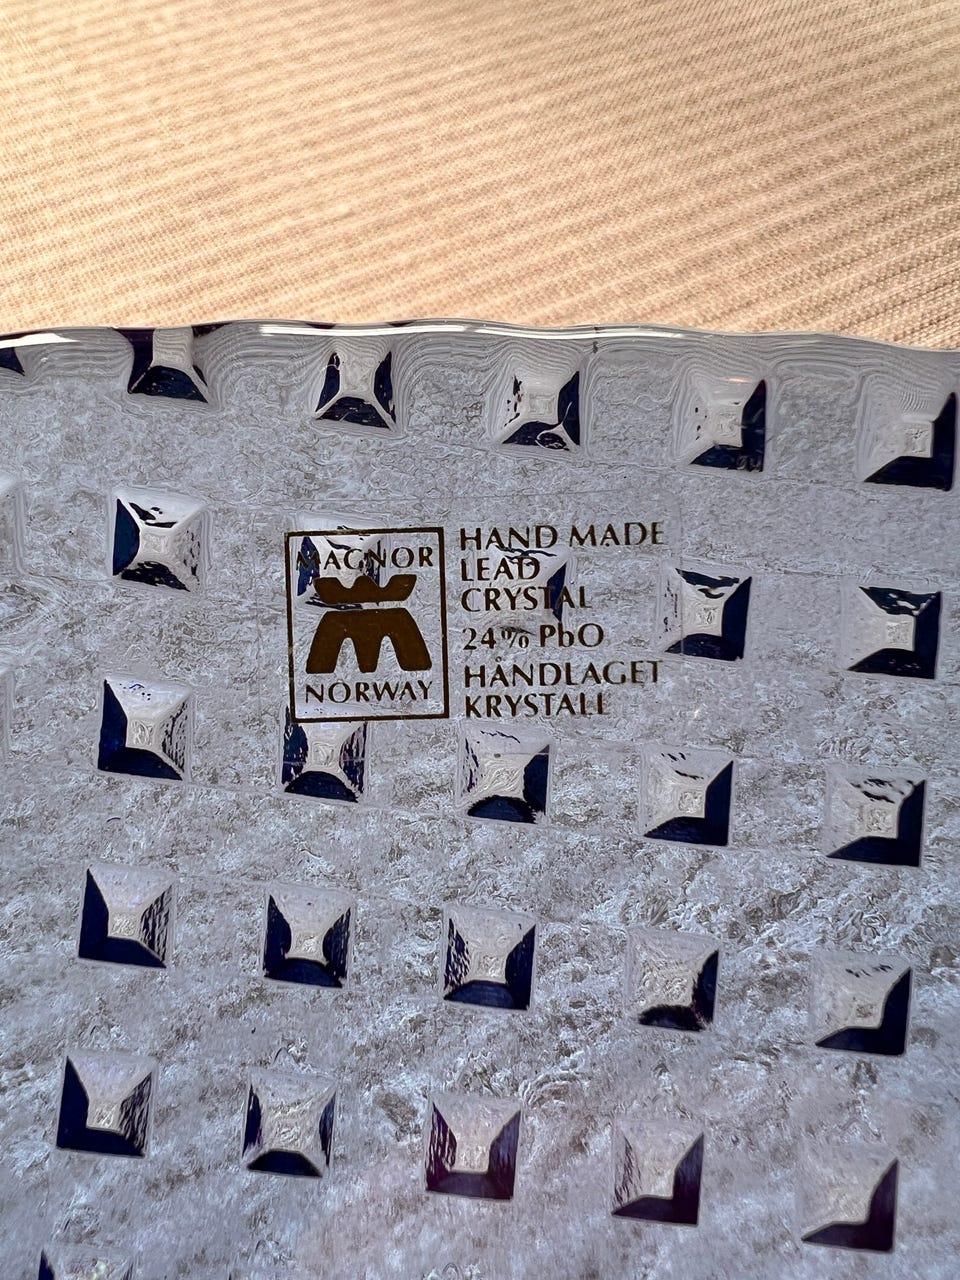 MAGNOR
NORWAY
HAND MADE
LEAD
CRYSTAL
24% PbO
HÅNDLAGET
KRYSTALL